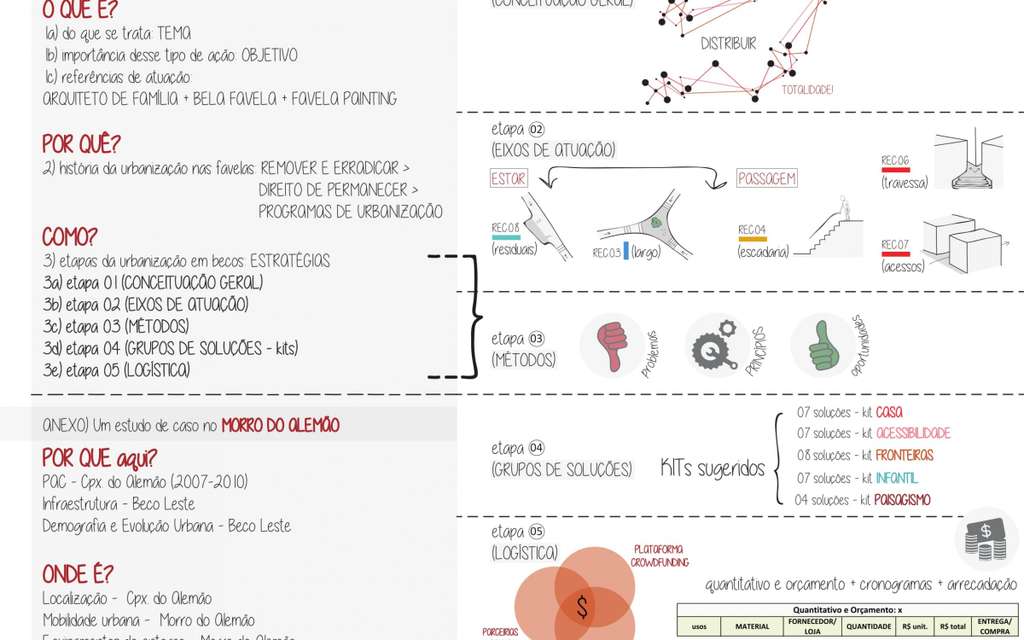 O QUE É?
1a) do que se trata: TEMA
1b) importância desse tipo de ação: OBJETIVO
1c) referências de atuação:
ARQUITETO DE FAMÍLIA + BELA FAVELA + FAVELA PAINTING
POR QUÊ?
2) história da urbanização nas favelas: REMOVER E ERRADICAR >
DIREITO DE PERMANECER >
PROGRAMAS DE URBANIZAÇÃO
COMO?
3) etapas da urbanização em becos: ESTRATÉGIAS
3a) etapa 01 (CONCEITUAÇÃO GERAL)
3b) etapa 02 (EIXOS DE ATUAÇÃO)
3c) etapa 03 (MÉTODOS)
3d) etapa 04 (GRUPOS DE SOLUÇÕES - kits)
3e) etapa 05 (LOGÍSTICA)
ANEXO) Um estudo de caso no MORRO DO ALEMÃO
POR QUE aqui?
PAC - Cpx. do Alemão (2007-2010)
Infraestrutura - Beco Leste
Demografia e Evolução Urbana - Beco Leste
ONDE É?
Localização - Cpx. do Alemão
Mobilidade urbana - Morro do Alemão
(CONCEITUAÇÃO GERAL)
DISTRIBUIR
TOTALIDADE!
etapa 02
(EIXOS DE ATUAÇÃO)
ESTAR
PASSAGEM
REC.08
(residuais)
REC.03 (largo)
REC.04
(escadaria)
REC.06
(travessa)
REC.07
(acessos)
etapa 03
(MÉTODOS)
problemas
PRINCÍPIOS
oportunidades
etapa 04
(GRUPOS DE SOLUÇÕES)
KITs sugeridos
07 soluções - kit CASA
07 soluções - kit ACESSIBILIDADE
08 soluções - kit FRONTEIRAS
07 soluções - kit INFANTIL
04 soluções - kit PAISAGISMO
etapa 05
(LOGÍSTICA)
PLATAFORMA
CROWDFUNDING
$
PARCERIAS
$
quantitativo e orçamento + cronogramas + arrecadação
Quantitativo e Orçamento: x
usos MATERIAL FORNECEDOR/ LOJA QUANTIDADE R$ unit. R$ total ENTREGA/ COMPRA